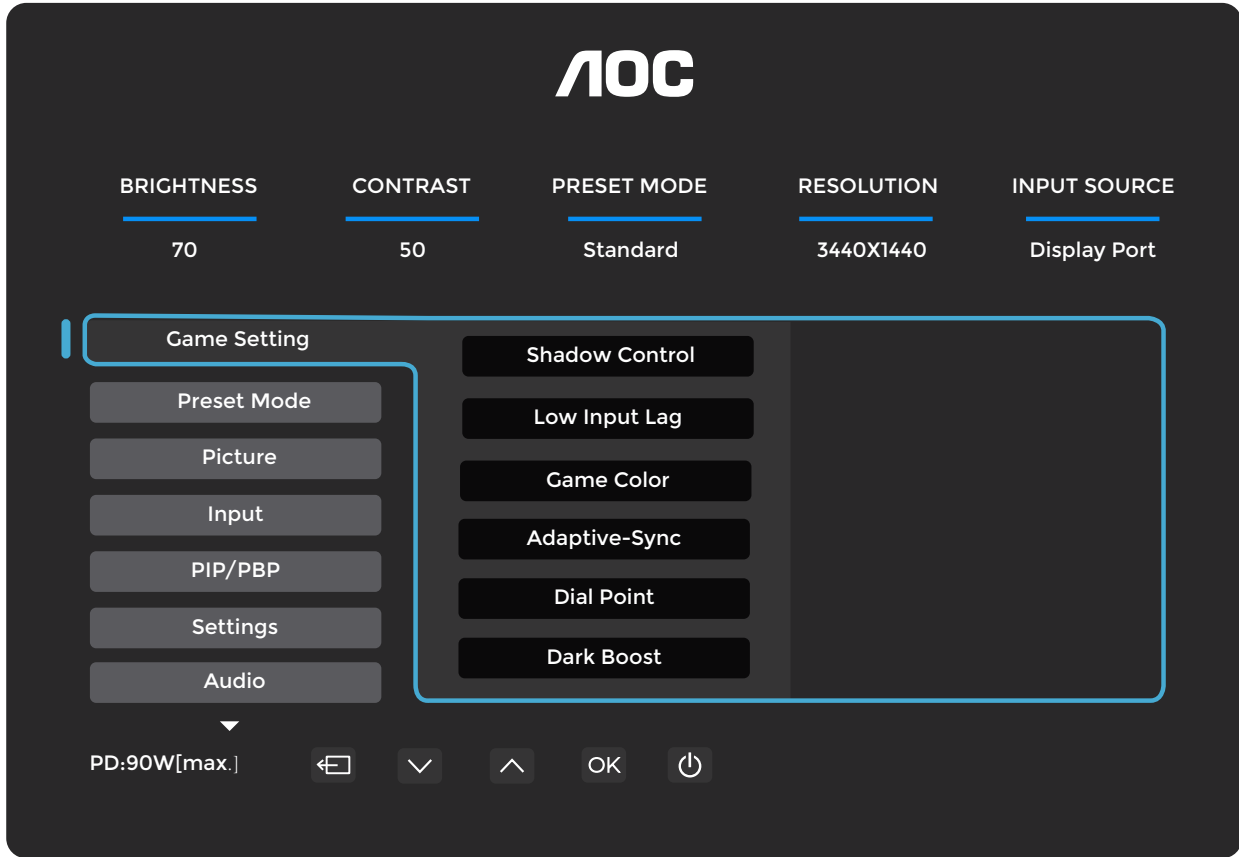 AOC
BRIGHTNESS CONTRAST PRESET MODE RESOLUTION INPUT SOURCE
70 50 Standard 3440X1440 Display Port
Game Setting
Preset Mode
Picture
Input
PIP/PBP
Settings
Audio
Shadow Control
Low Input Lag
Game Color
Adaptive-Sync
Dial Point
Dark Boost
PD:90W[max.]
OK